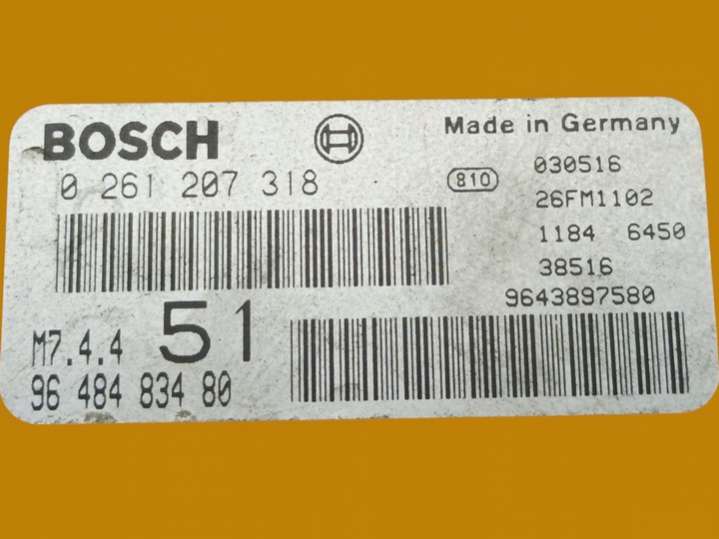 BOSCH
Made in Germany
0 261 207 318
810
030516
26FM1102
1184 6450
38516
9643897580
M7.4.4
51
96 484 834 80